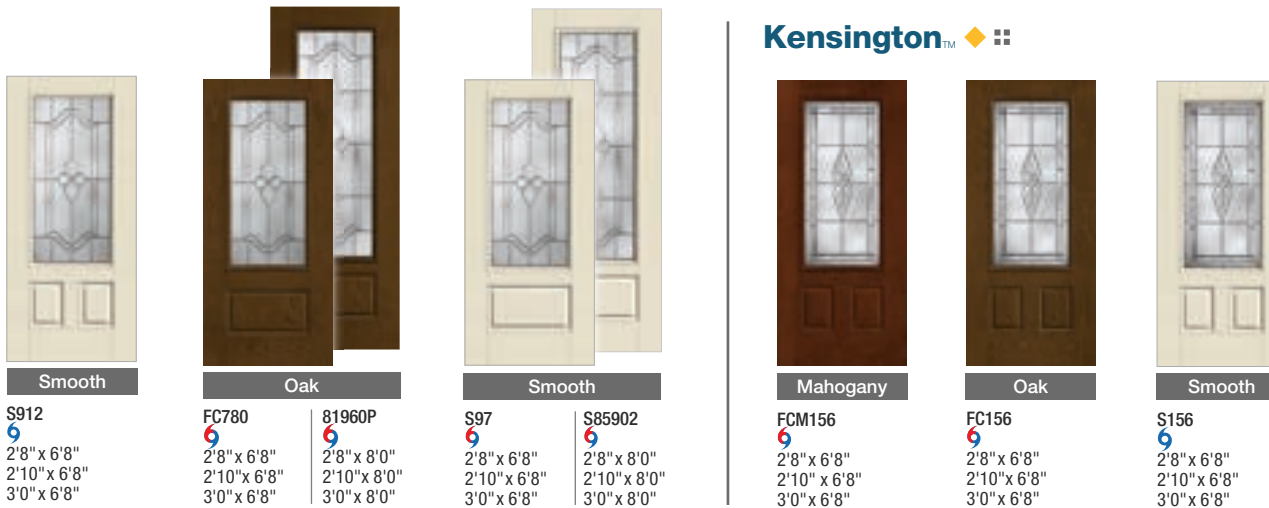 Kensington™
Smooth
Oak
Smooth
Mahogany
Oak
Smooth
S912
2'8" x 6'8"
2'10" x 6'8"
3'0" x 6'8"
FC780
2'8" x 6'8"
2'10" x 6'8"
3'0" x 6'8"
81960P
2'8" x 8'0"
2'10" x 8'0"
3'0" x 8'0"
S97
2'8" x 6'8"
2'10" x 6'8"
3'0" x 6'8"
S85902
2'8" x 8'0"
2'10" x 8'0"
3'0" x 8'0"
FCM156
2'8" x 6'8"
2'10" x 6'8"
3'0" x 6'8"
FC156
2'8" x 6'8"
2'10" x 6'8"
3'0" x 6'8"
S156
2'8" x 6'8"
2'10" x 6'8"
3'0" x 6'8"